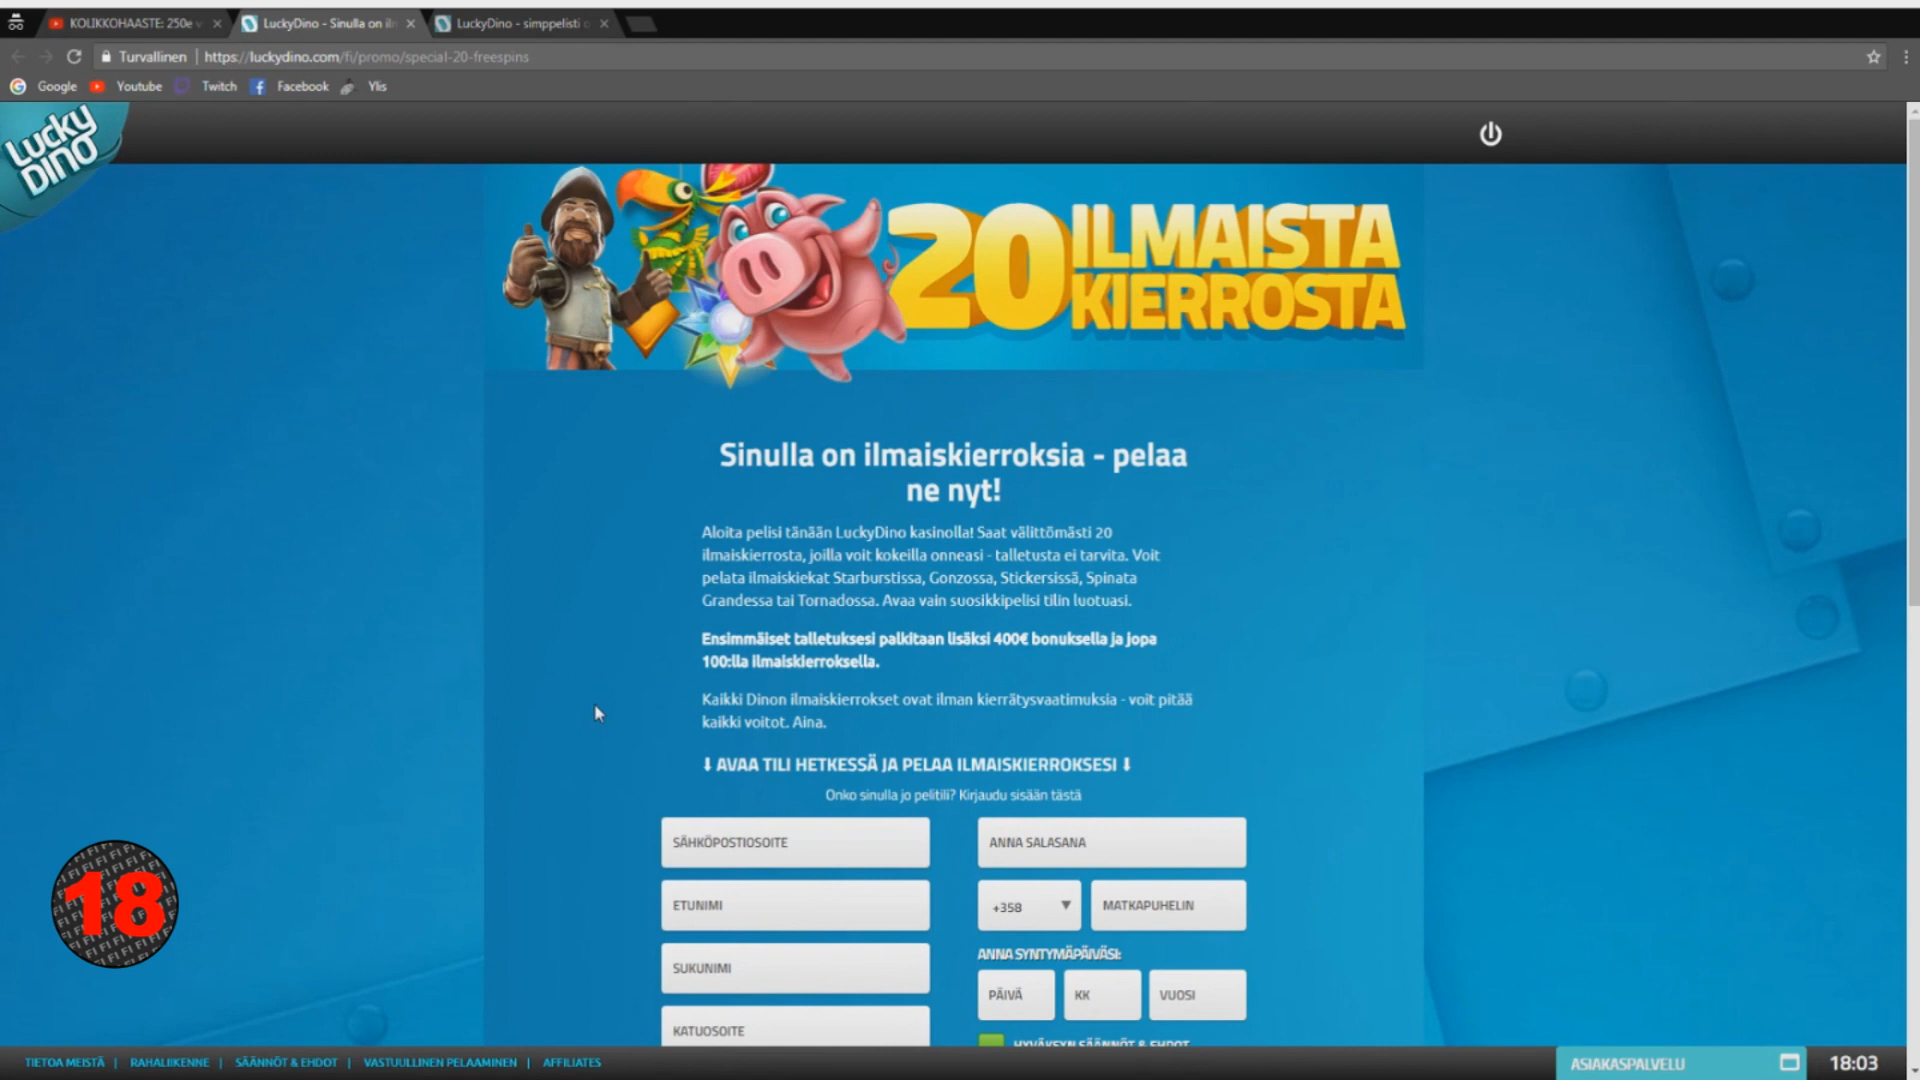 KOLIKKOHAASTE: 250e v
LuckyDino - Sinulla on il
LuckyDino - simppelisti o
Turvallinen
https://luckydino.com/fi/promo/special-20-freespins
Google Youtube Twitch Facebook Ylis
Lucky
DINO
20 ILMAISTA
KIERROSTA
Sinulla on ilmaiskierroksia - pelaa
ne nyt!
Aloita pelisi tänään LuckyDino kasinolla! Saat välittömästi 20
ilmaiskierrosta, joilla voit kokeilla onneasi - talletusta ei tarvita. Voit
pelata ilmaiskiekat Starburstissa, Gonzossa, Stickersissä, Spinata
Grandessa tai Tornadossa. Avaa vain suosikkipelisi tilin luotuasi.
Ensimmäiset talletuksesi palkitaan lisäksi 400€ bonuksella ja jopa
100:lla ilmaiskierroksella.
Kaikki Dinon ilmaiskierrokset ovat ilman kierrätysvaatimuksia - voit pitää
kaikki voitot. Aina.
⬇ AVAA TILI HETKESSÄ JA PELAA ILMAISKIERROKSESI ⬇
Onko sinulla jo pelitili? Kirjaudu sisään tästä
SÄHKÖPOSTIOSOITE
ANNA SALASANA
ETUNIMI
+358
MATKAPUHELIN
SUKUNIMI
ANNA SYNTYMÄPÄIVÄSI:
PÄIVÄ
KK
VUOSI
KATUOSOITE
HYVÄKSYN SÄÄNNÖT & EHDOT
18
TIETOA MEISTÄ | RAHALIIKENNE | SÄÄNNÖT & EHDOT | VASTUULLINEN PELAAMINEN | AFFILIATES
ASIAKASPALVELU
18:03